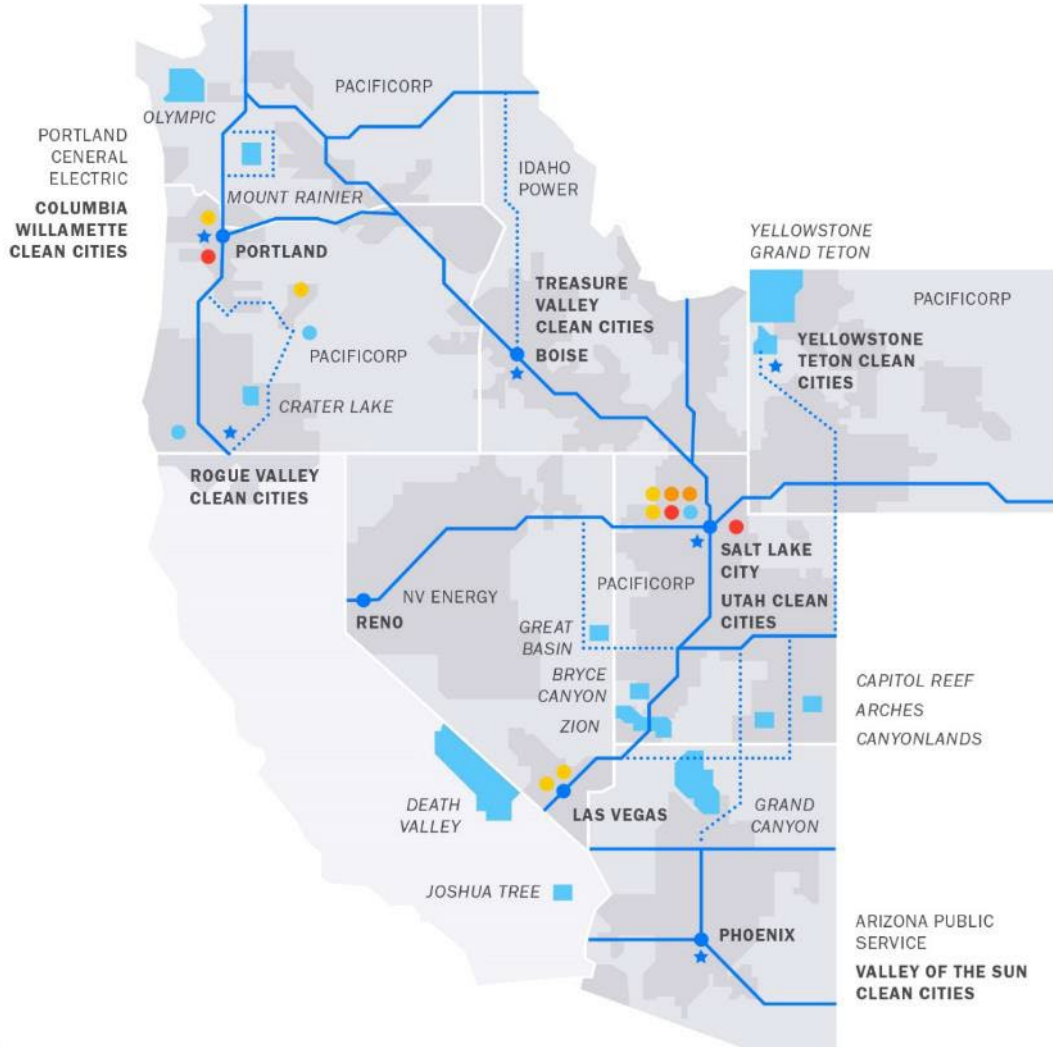 PACIFICORP
OLYMPIC
PORTLAND
GENERAL
ELECTRIC
IDAHO
POWER
MOUNT RAINIER
COLUMBIA
WILLAMETTE
CLEAN CITIES
PORTLAND
YELLOWSTONE
GRAND TETON
TREASURE
VALLEY
CLEAN CITIES
BOISE
PACIFICORP
YELLOWSTONE
TETON CLEAN
CITIES
PACIFICORP
CRATER LAKE
ROGUE VALLEY
CLEAN CITIES
SALT LAKE
CITY
PACIFICORP
UTAH CLEAN
CITIES
NV ENERGY
RENO
GREAT
BASIN
BRYCE
CANYON
ZION
CAPITOL REEF
ARCHES
CANYONLANDS
DEATH
VALLEY
LAS VEGAS
GRAND
CANYON
JOSHUA TREE
PHOENIX
ARIZONA PUBLIC
SERVICE
VALLEY OF THE SUN
CLEAN CITIES